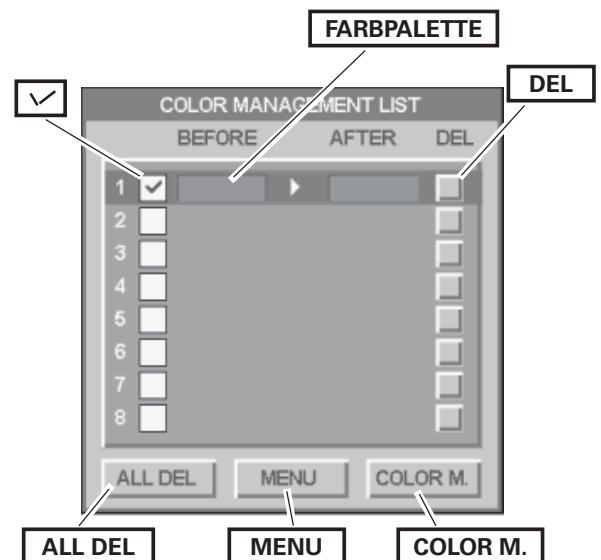 FARBPALETTE
DEL
COLOR MANAGEMENT LIST
BEFORE AFTER DEL
1
2
3
4
5
6
7
8
ALL DEL MENU COLOR M.
ALL DEL MENU COLOR M.